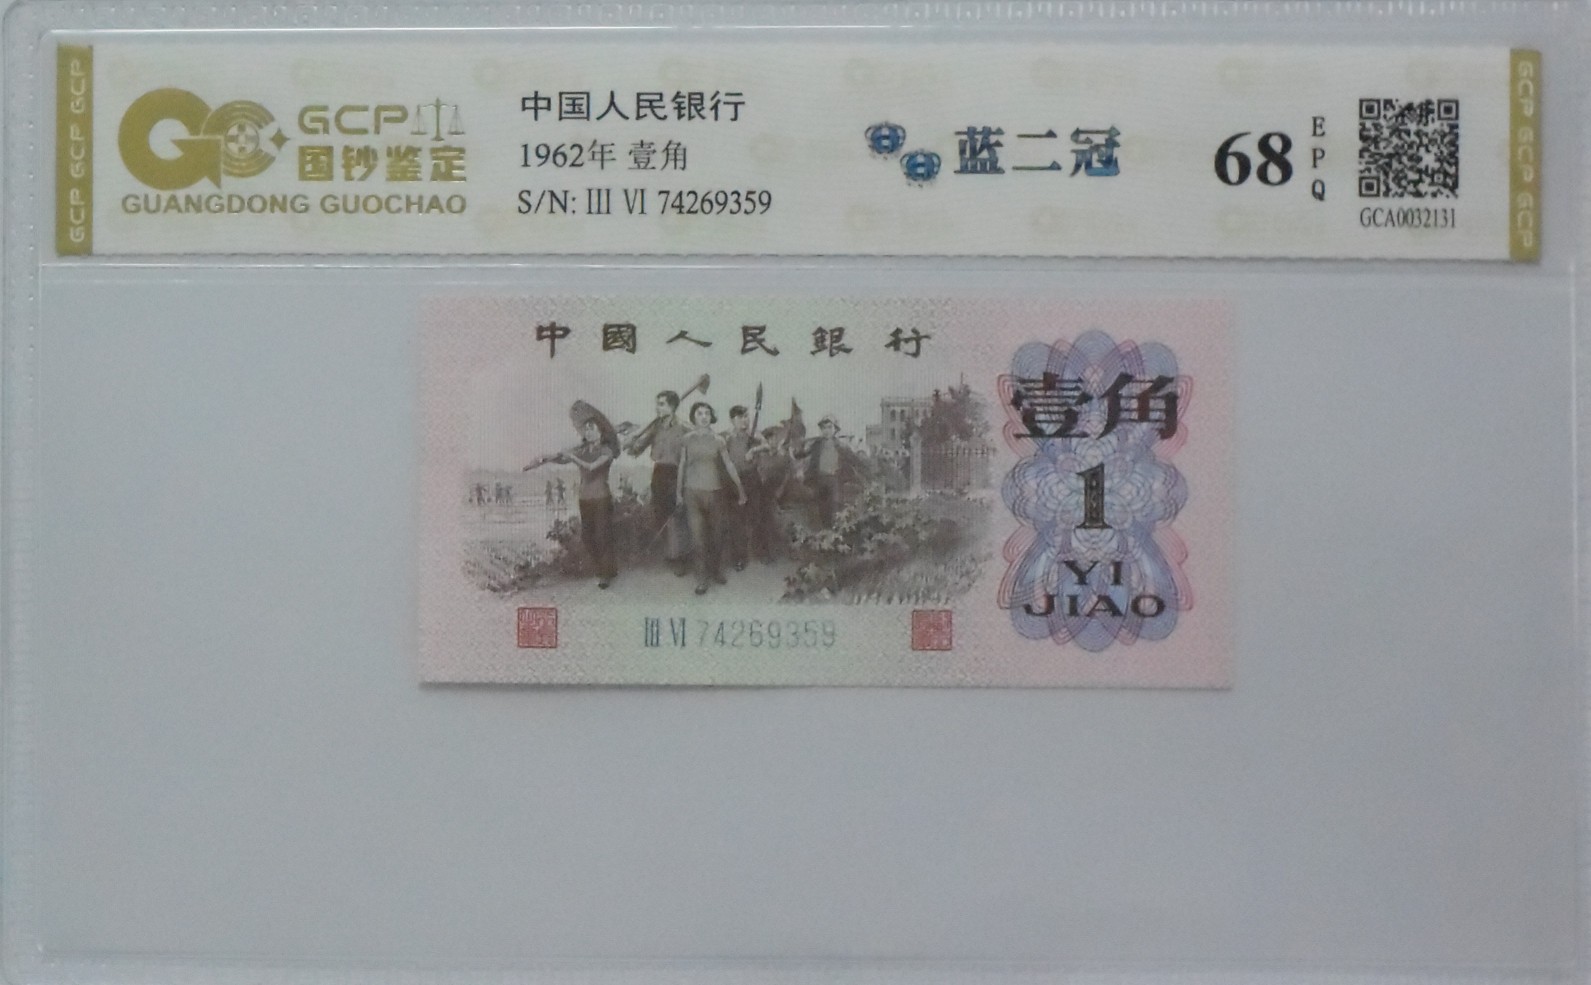 GCP GCP GCP
GCP
国钞鉴定
GUANGDONG GUOCHAO
中国人民银行
1962年 壹角
S/N: Ⅲ Ⅵ 74269359
蓝二冠
68
EPQ
GCA0032131
GCP GCP GCP
中國人民銀行
壹角
1
YI
JIAO
Ⅲ Ⅵ 74269359